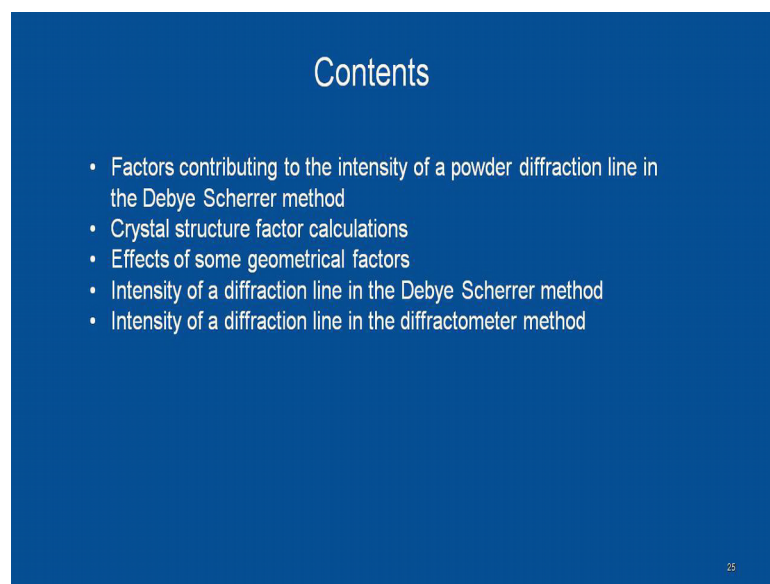 Contents
• Factors contributing to the intensity of a powder diffraction line in
the Debye Scherrer method
• Crystal structure factor calculations
• Effects of some geometrical factors
• Intensity of a diffraction line in the Debye Scherrer method
• Intensity of a diffraction line in the diffractometer method
25